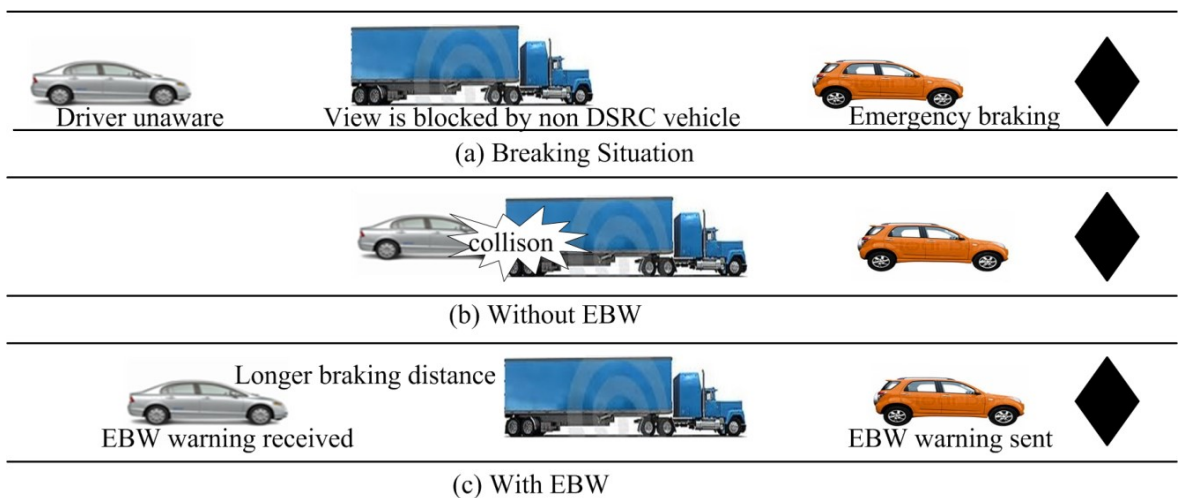 Driver unaware
View is blocked by non DSRC vehicle
Emergency braking
(a) Breaking Situation
collison
(b) Without EBW
Longer braking distance
EBW warning received
EBW warning sent
(c) With EBW